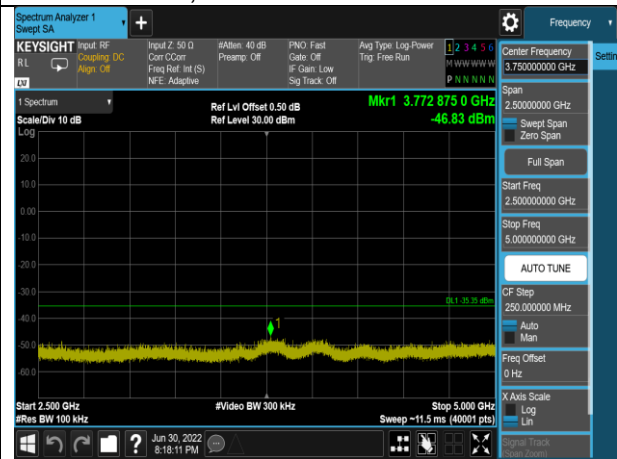 Spectrum Analyzer 1
Swept SA
Frequency
KEYSIGHT
RL
LXI
Input: RF
Coupling: DC
Align: Off
Input Z: 50 Ω
Corr CCorr
Freq Ref: Int (S)
NFE: Adaptive
#Atten: 40 dB
Preamp: Off
PNO: Fast
Gate: Off
IF Gain: Low
Sig Track: Off
Avg Type: Log-Power
Trig: Free Run
1 2 3 4 5 6
M W W W W W
P N N N N N
1 Spectrum
Scale/Div 10 dB
Ref Lvl Offset 0.50 dB
Ref Level 30.00 dBm
Mkr1 3.772 875 0 GHz
-46.83 dBm
Log
20.0
10.0
0.00
-10.0
-20.0
-30.0
-40.0
-50.0
-60.0
DL1 -35.35 dBm
1
Start 2.500 GHz
#Res BW 100 kHz
#Video BW 300 kHz
Stop 5.000 GHz
Sweep ~11.5 ms (40001 pts)
Jun 30, 2022
8:18:11 PM
?
Center Frequency
3.750000000 GHz
Span
2.50000000 GHz
Swept Span
Zero Span
Full Span
Start Freq
2.500000000 GHz
Stop Freq
5.000000000 GHz
AUTO TUNE
CF Step
250.000000 MHz
Auto
Man
Freq Offset
0 Hz
X Axis Scale
Log
Lin
Signal Track
(Span Zoom)
Settin